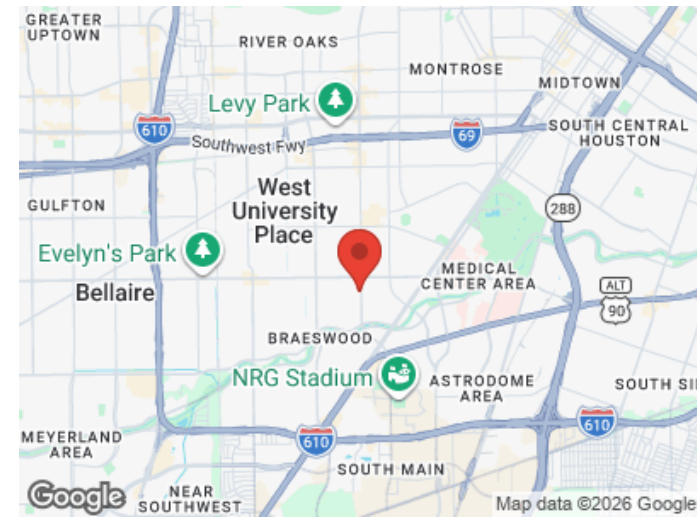 GREATER
UPTOWN
RIVER OAKS
MONTROSE
MIDTOWN
Levy Park
610
Southwest Fwy
69
SOUTH CENTRAL
HOUSTON
West
University
Place
GULFTON
288
Evelyn's Park
Bellaire
MEDICAL
CENTER AREA
ALT
90
BRAESWOOD
NRG Stadium
ASTRODOME
AREA
SOUTH SI
MEYERLAND
AREA
610
610
SOUTH MAIN
NEAR
SOUTHWEST
Google
Map data ©2026 Google